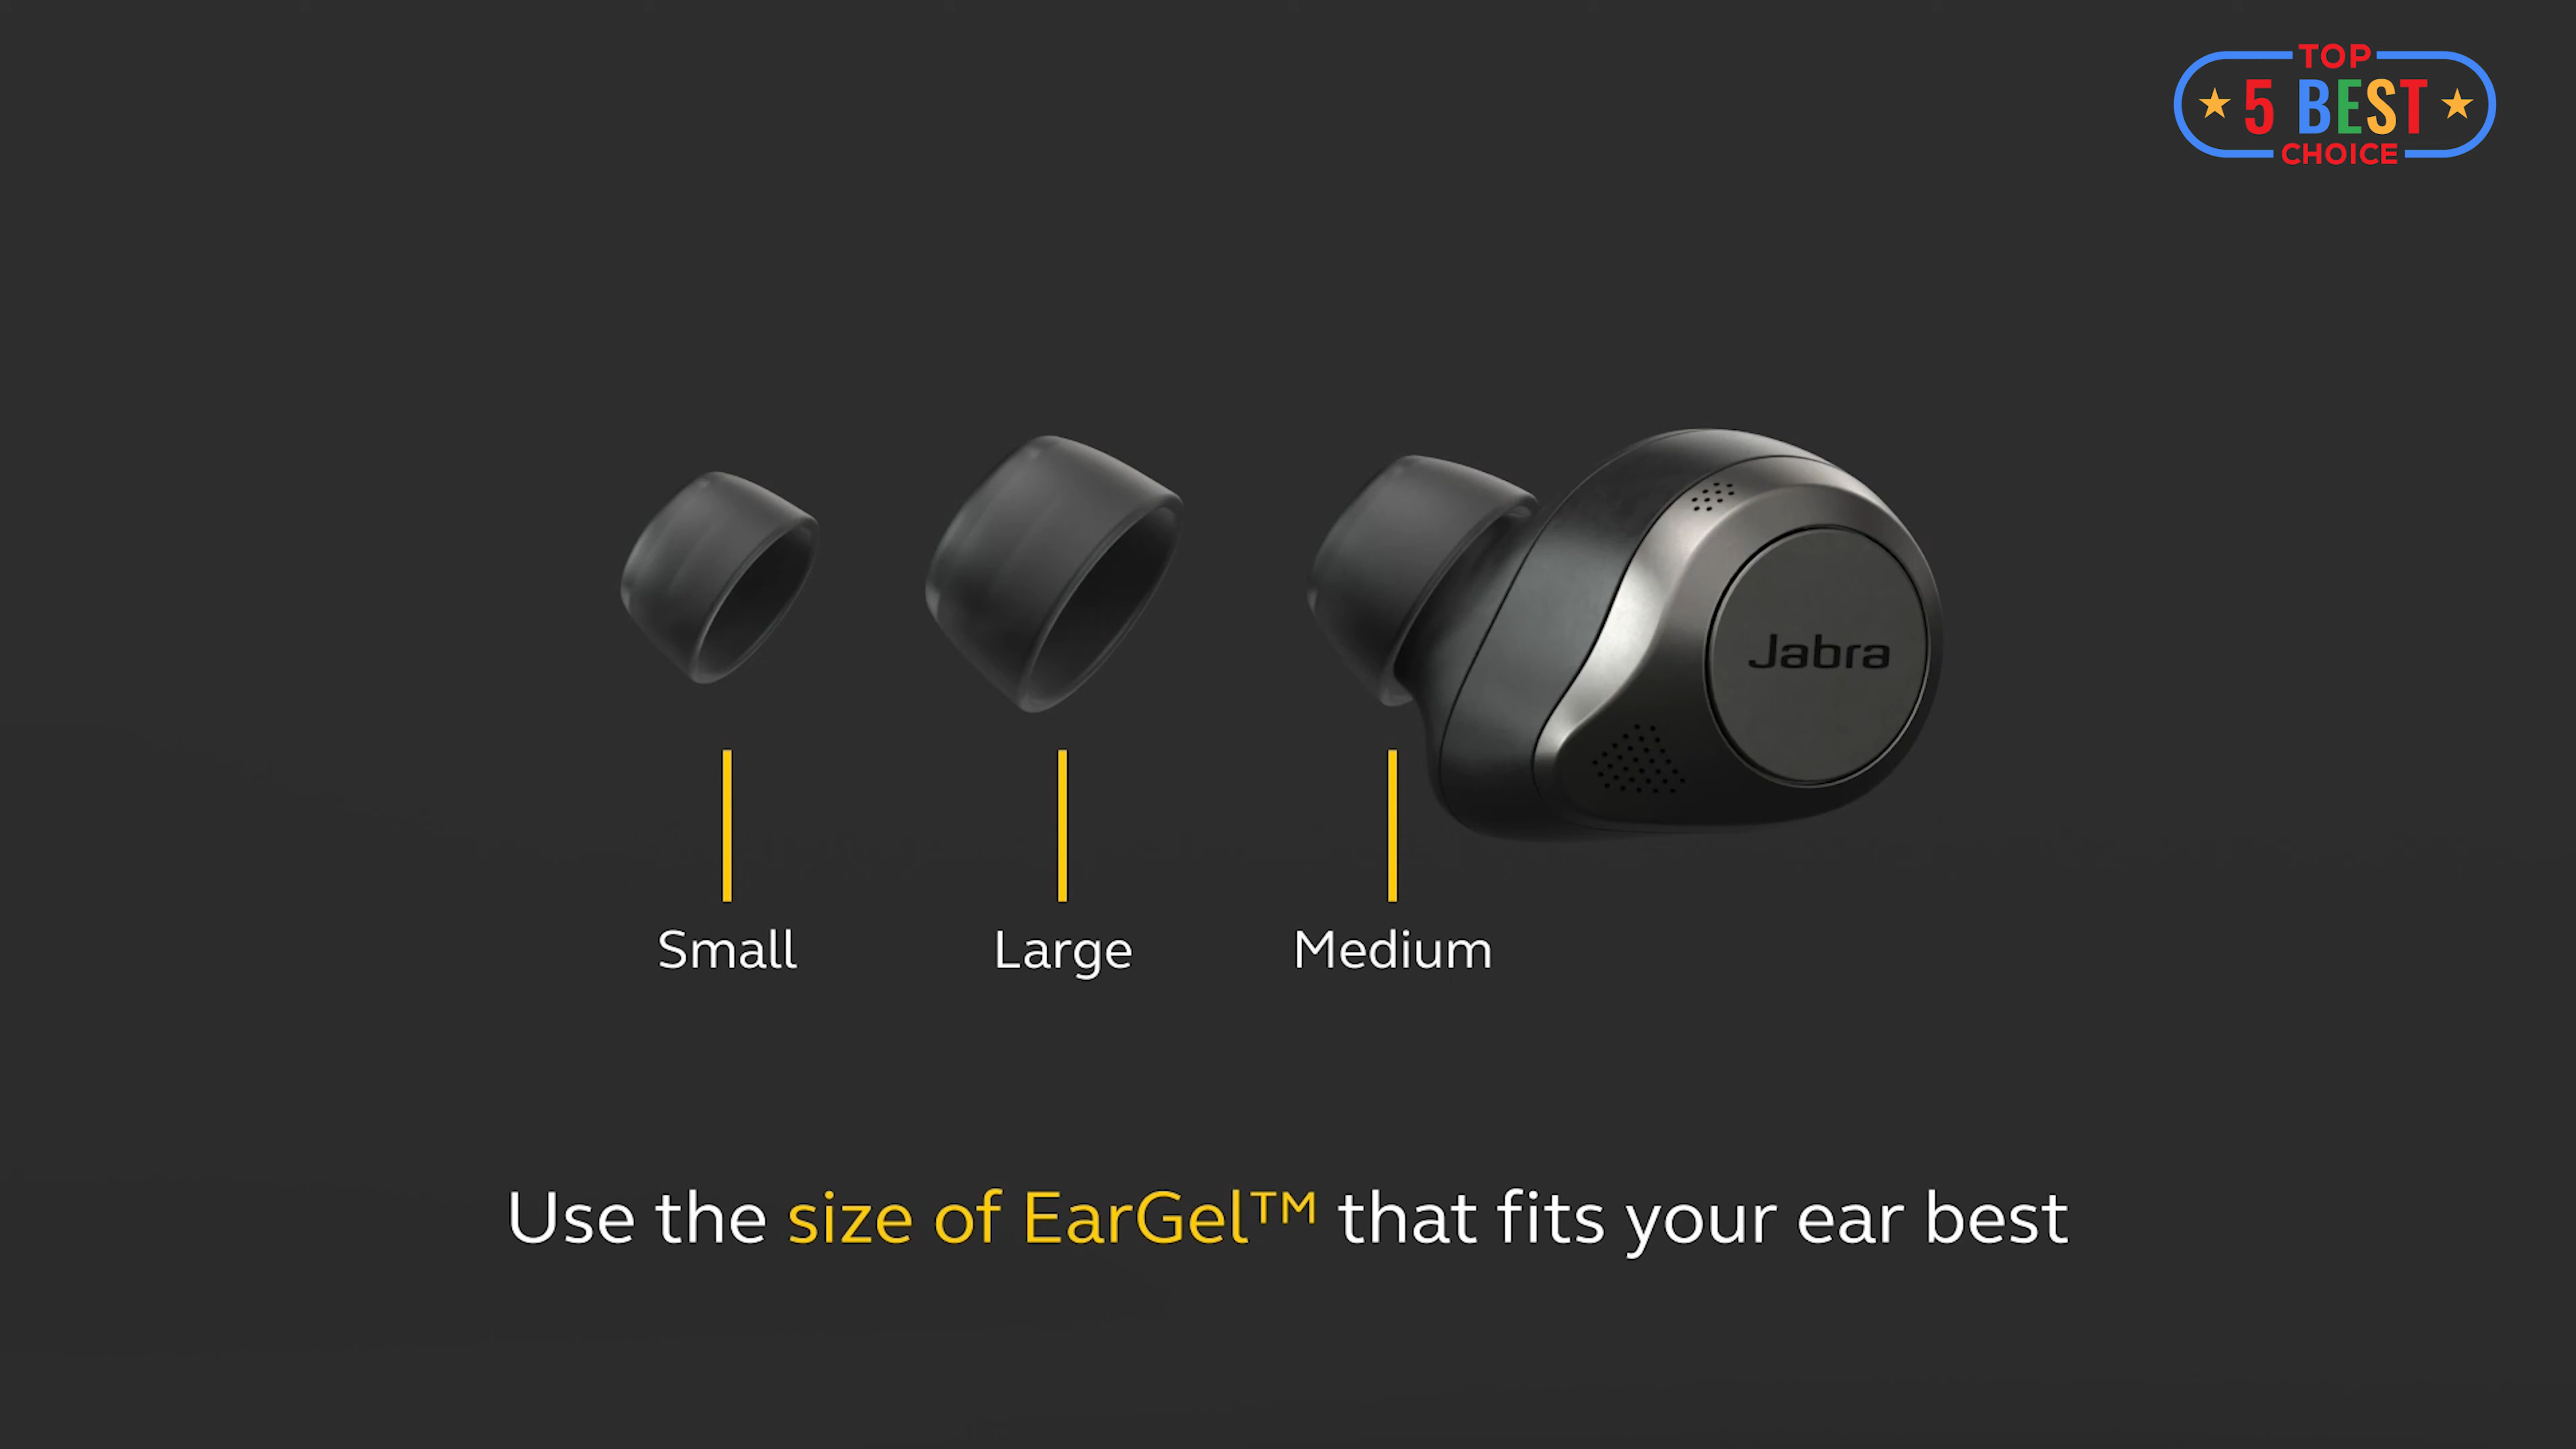 TOP
5 BEST
CHOICE
Jabra
Small
Large
Medium
Use the size of EarGel™ that fits your ear best